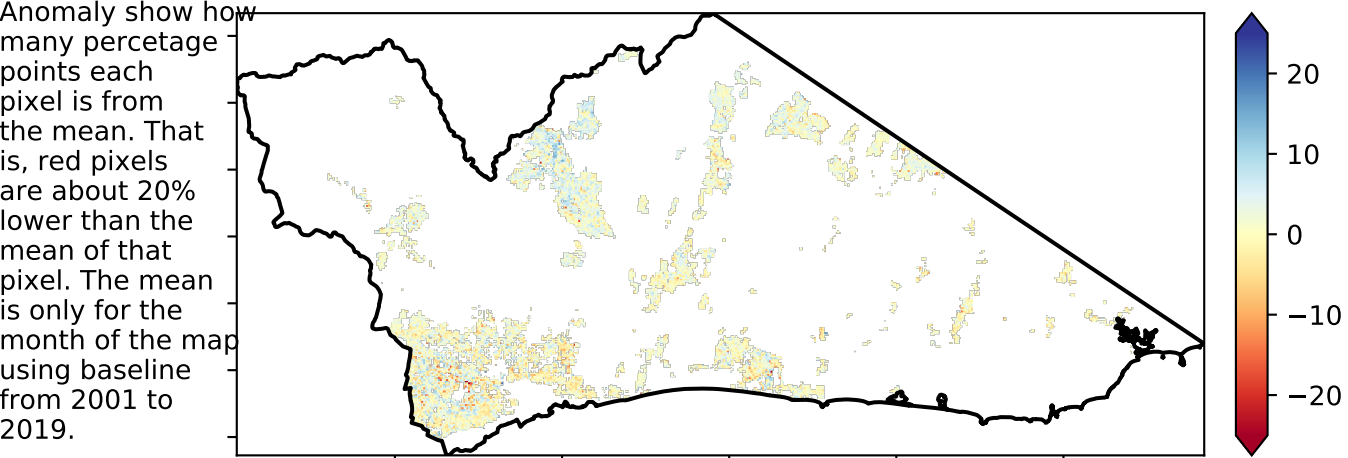 Anomaly show how
many percetage
points each
pixel is from
the mean. That
is, red pixels
are about 20%
lower than the
mean of that
pixel. The mean
is only for the
month of the map
using baseline
from 2001 to
2019.
20
10
0
−10
−20